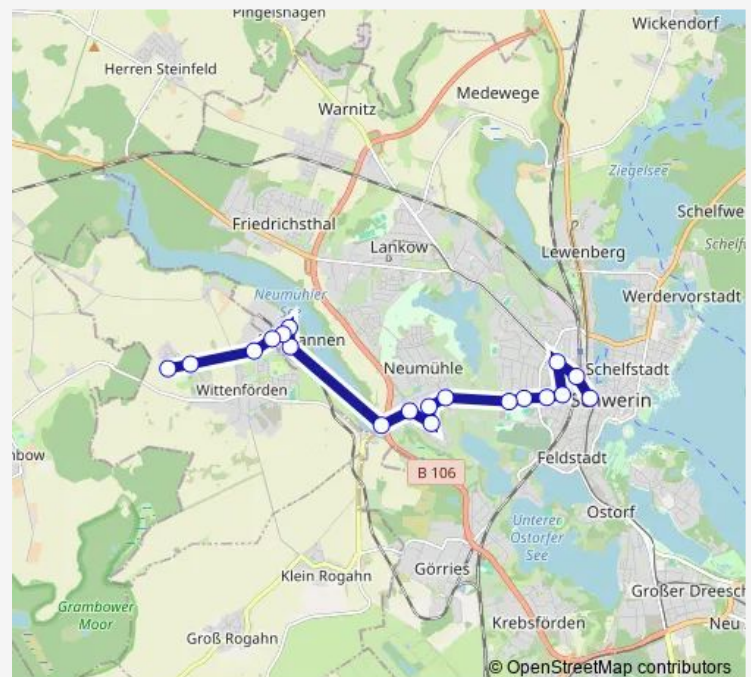 Pingelshagen
Wickendorf
Herren Steinfeld
Medewege
Warnitz
Ziegelsee
Schelfwe
Friedrichsthal
Schelf
Lankow
Lewenberg
Neumühler
See
Werdervorstadt
annen
Neumühle
Schelfstadt
Wittenförden
werin
bow
Feldstadt
B 106
Ostorf
Unterer
Ostorfer
See
Görries
Klein Rogahn
Großer Dreesch
Grambower
Moor
Krebsförden
Neu
Groß Rogahn
© OpenStreetMap contributors